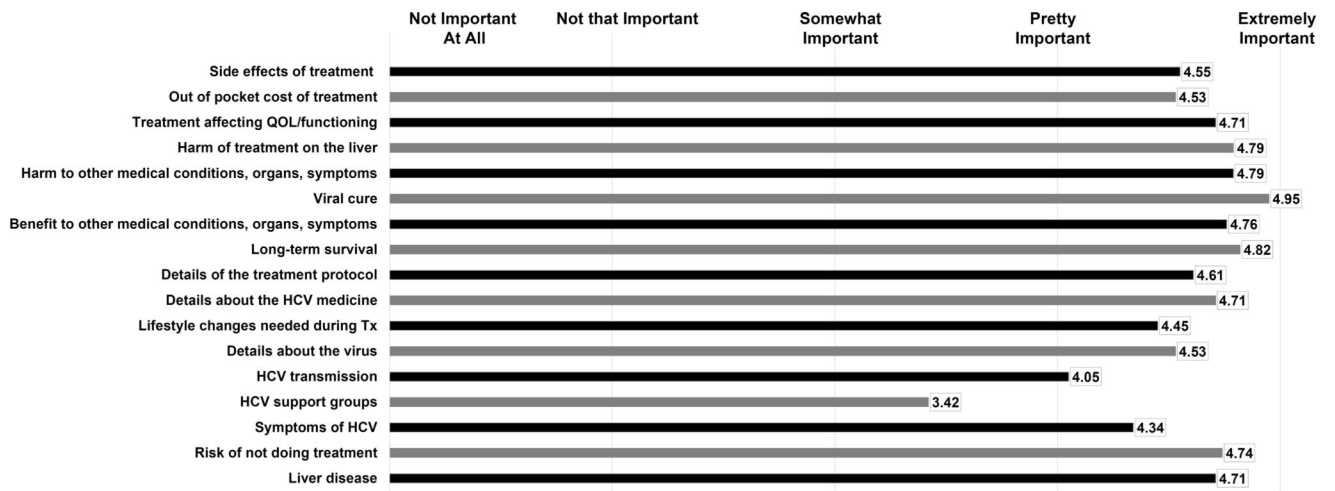 Not Important Not that Important Somewhat Pretty Extremely
At All Important Important Important
Side effects of treatment 4.55
Out of pocket cost of treatment 4.53
Treatment affecting QOL/functioning 4.71
Harm of treatment on the liver 4.79
Harm to other medical conditions, organs, symptoms 4.79
Viral cure 4.95
Benefit to other medical conditions, organs, symptoms 4.76
Long-term survival 4.82
Details of the treatment protocol 4.61
Details about the HCV medicine 4.71
Lifestyle changes needed during Tx 4.45
Details about the virus 4.53
HCV transmission 4.05
HCV support groups 3.42
Symptoms of HCV 4.34
Risk of not doing treatment 4.74
Liver disease 4.71